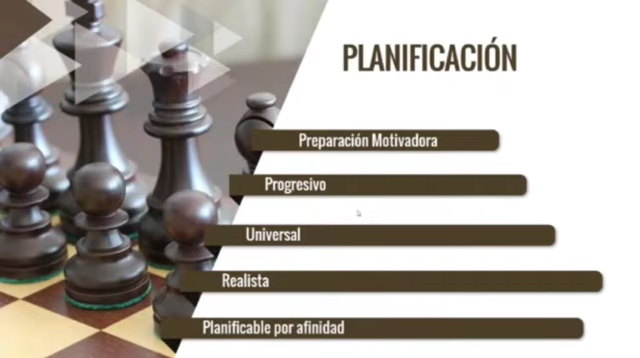 PLANIFICACIÓN
Preparación Motivadora
Progresivo
Universal
Realista
Planificable por afinidad